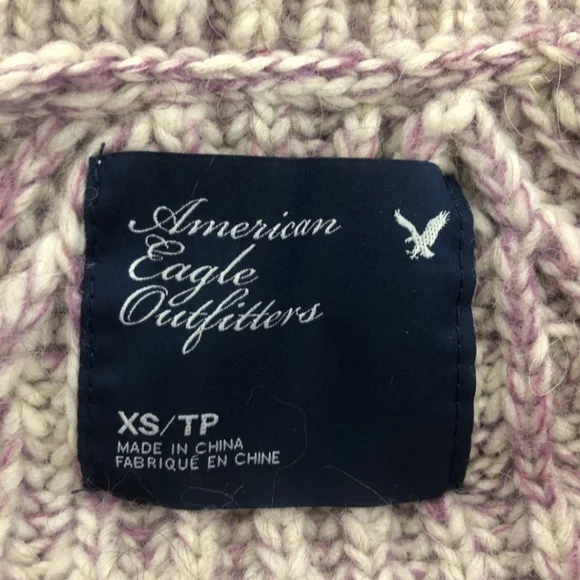 American
Eagle
Outfitters
XS/TP
MADE IN CHINA
FABRIQUÉ EN CHINE